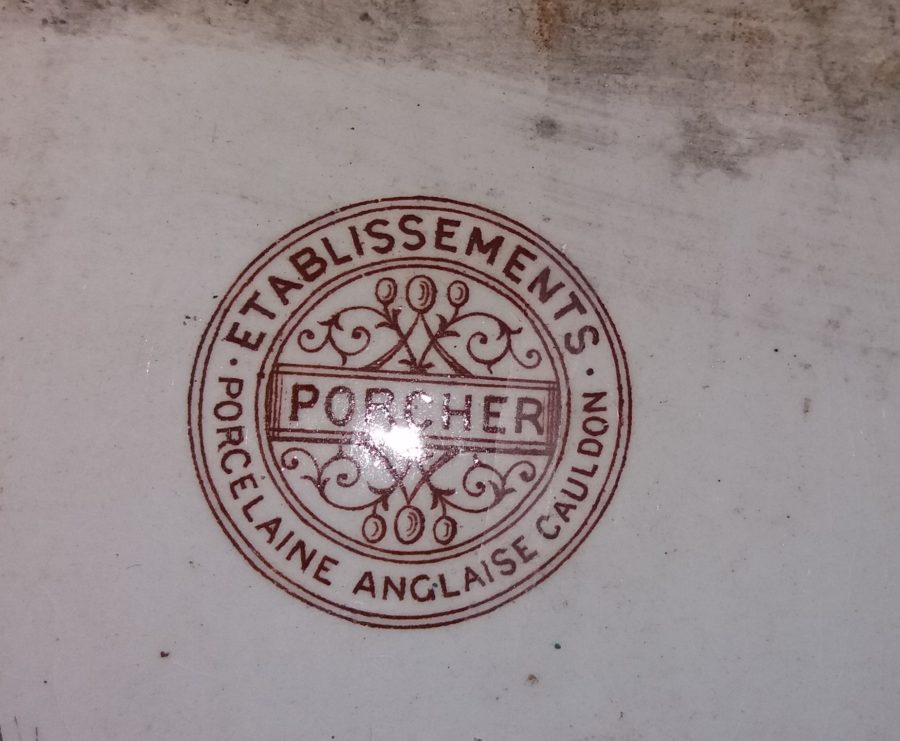 ETABLISSEMENTS
PORCHER
PORCELAINE ANGLAISE CAULDON